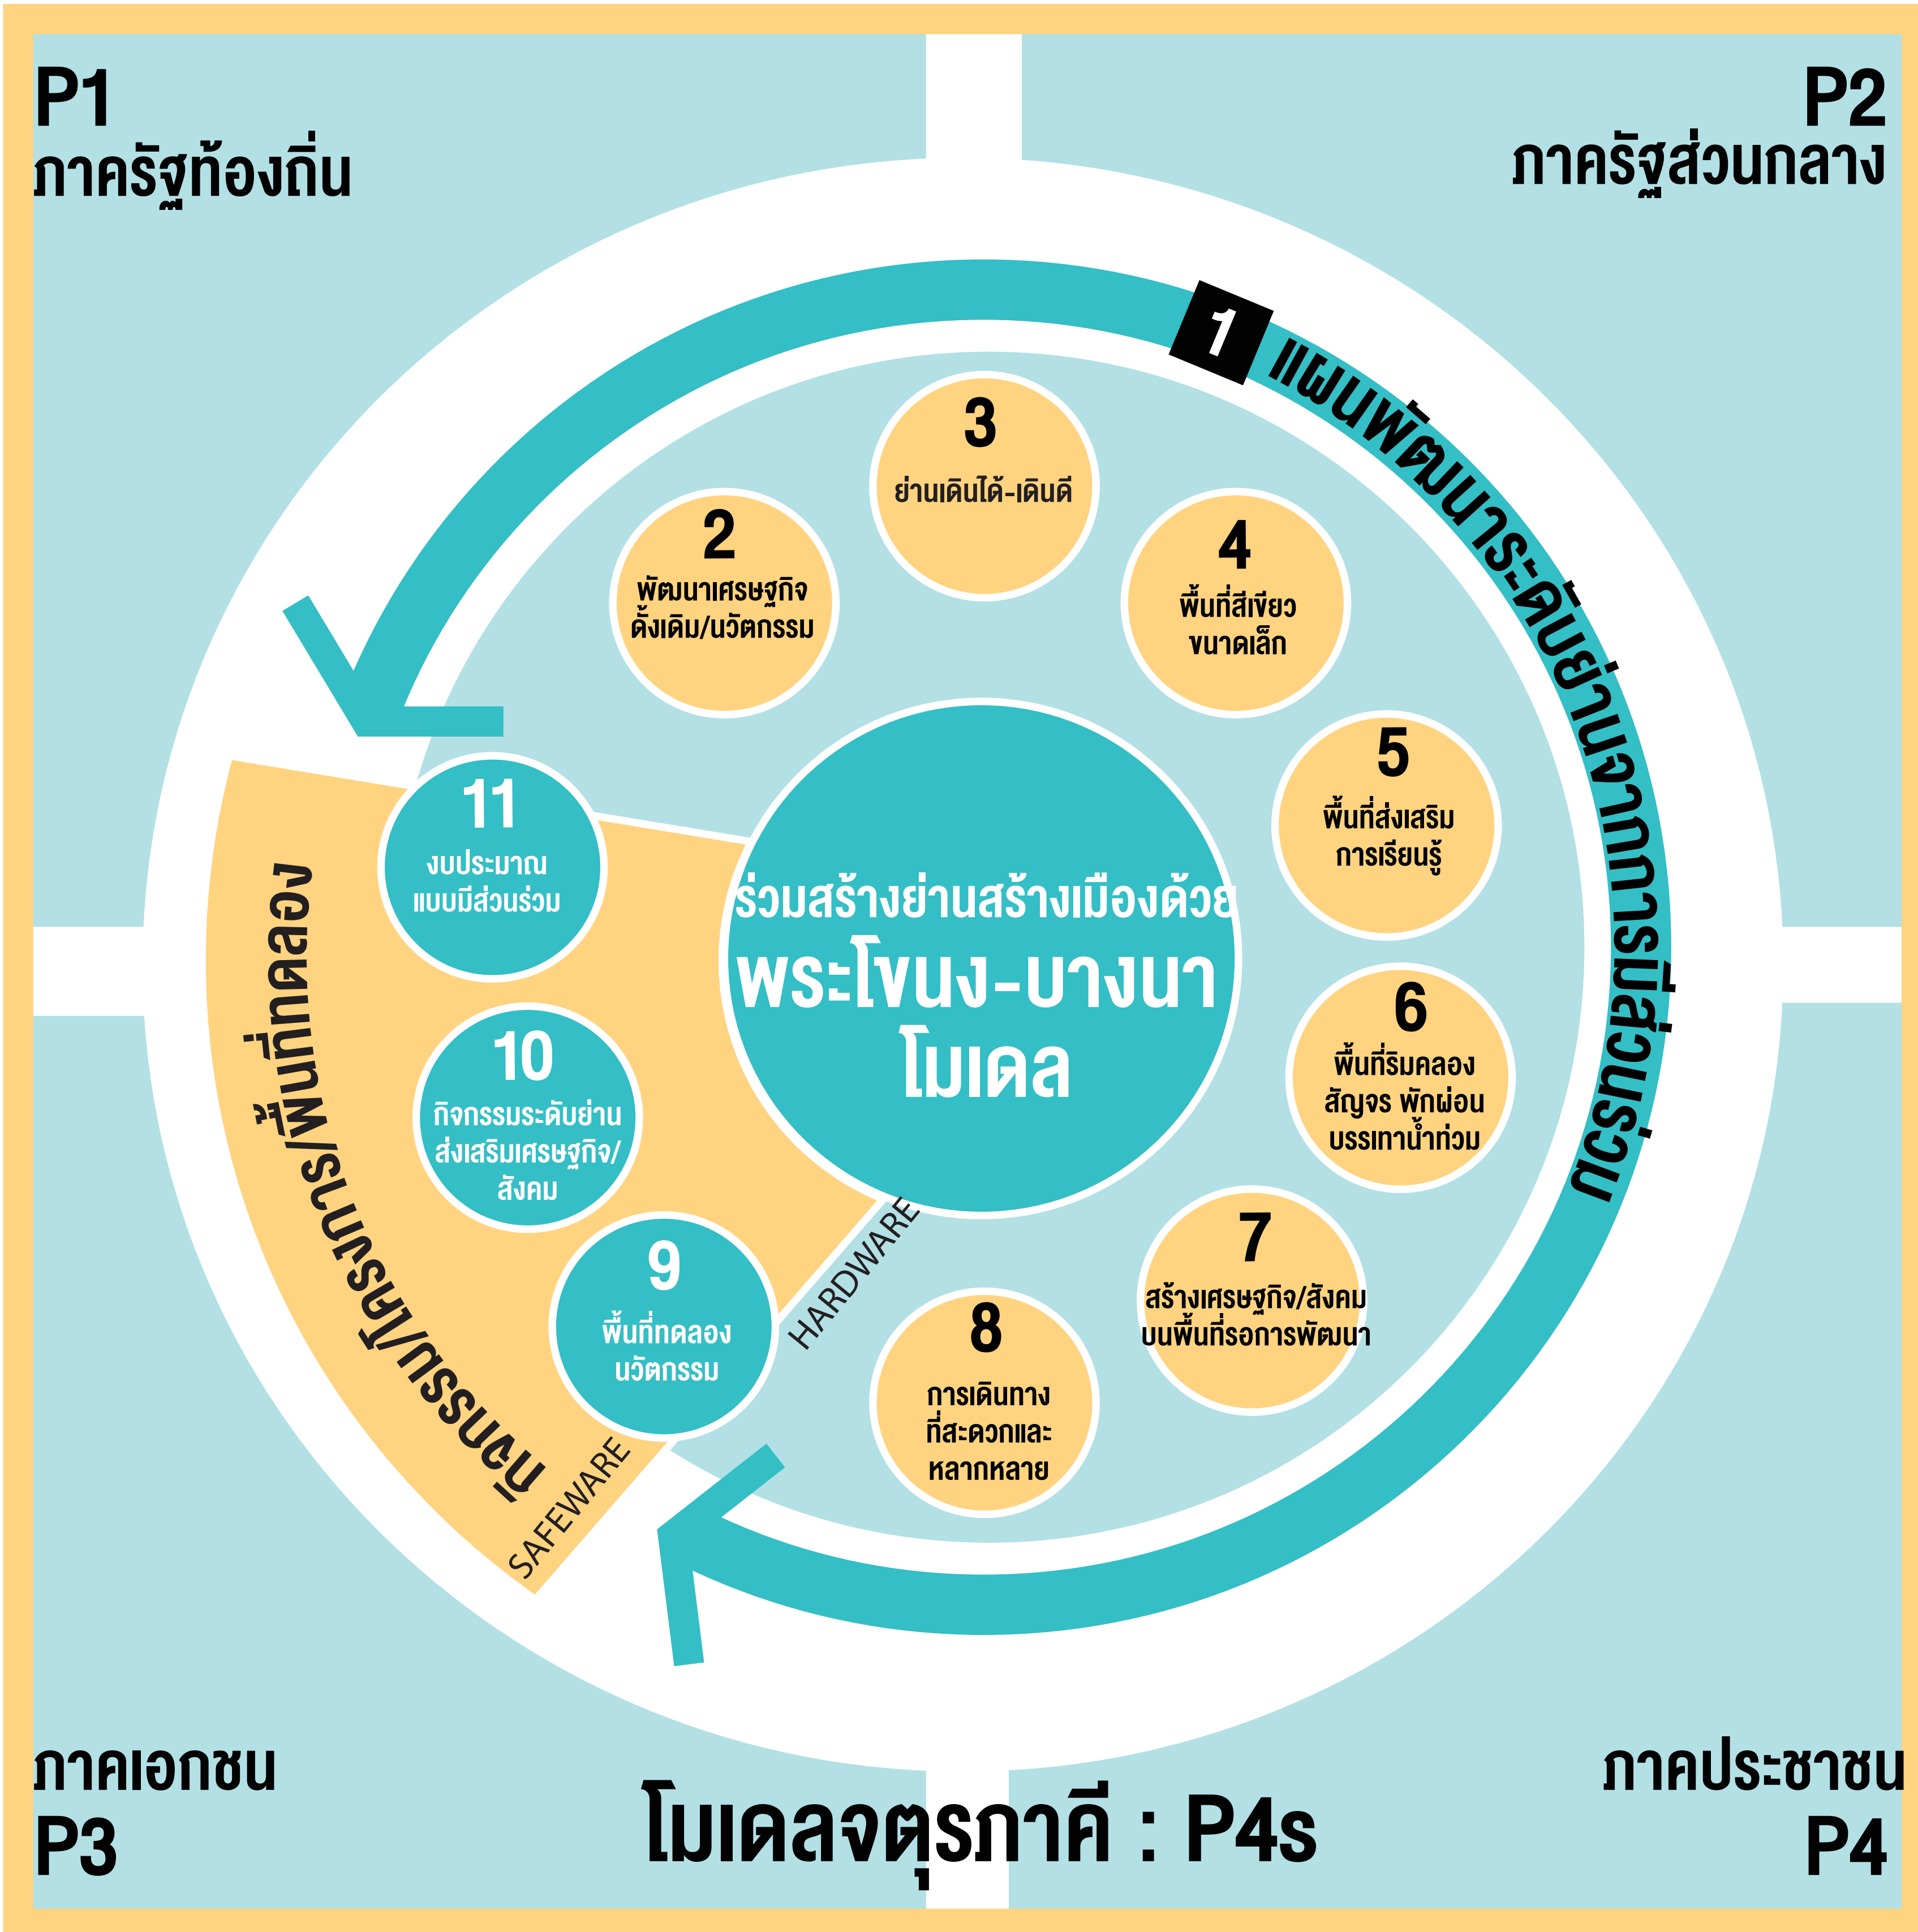 P1
ภาครัฐท้องถิ่น
P2
ภาครัฐส่วนกลาง
1 แผนพัฒนาระดับย่านจากการมีส่วนร่วม
2
พัฒนาเศรษฐกิจ
ดั้งเดิม/นวัตกรรม
3
ย่านเดินได้-เดินดี
4
พื้นที่สีเขียว
ขนาดเล็ก
5
พื้นที่ส่งเสริม
การเรียนรู้
6
พื้นที่ริมคลอง
สัญจร พักผ่อน
บรรเทาน้ำท่วม
7
สร้างเศรษฐกิจ/สังคม
บนพื้นที่รอการพัฒนา
8
การเดินทาง
ที่สะดวกและ
หลากหลาย
9
พื้นที่ทดลอง
นวัตกรรม
10
กิจกรรมระดับย่าน
ส่งเสริมเศรษฐกิจ/
สังคม
11
งบประมาณ
แบบมีส่วนร่วม
ร่วมสร้างย่านสร้างเมืองด้วย
พระโขนง-บางนา
โมเดล
HARDWARE
SAFEWARE
กิจกรรม/โครงการ/พื้นที่ทดลอง
ภาคเอกชน
P3
โมเดลจตุรภาคี : P4s
ภาคประชาชน
P4